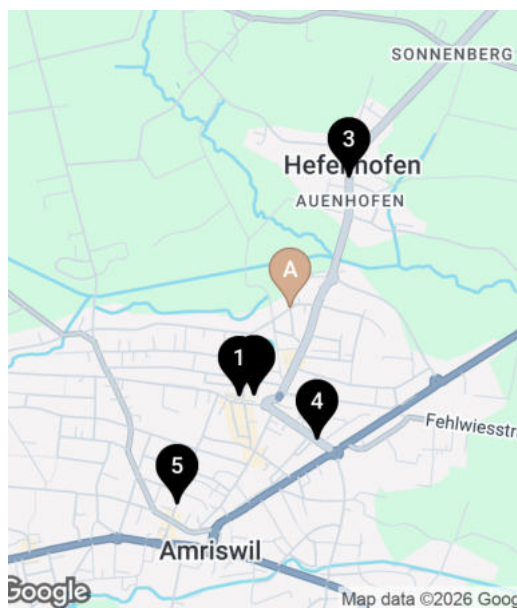 SONNENBERG
3
Hefenhofen
AUENHOFEN
A
1
4
Fehlwiesstr
5
Amriswil
Google
Map data ©2026 Goog